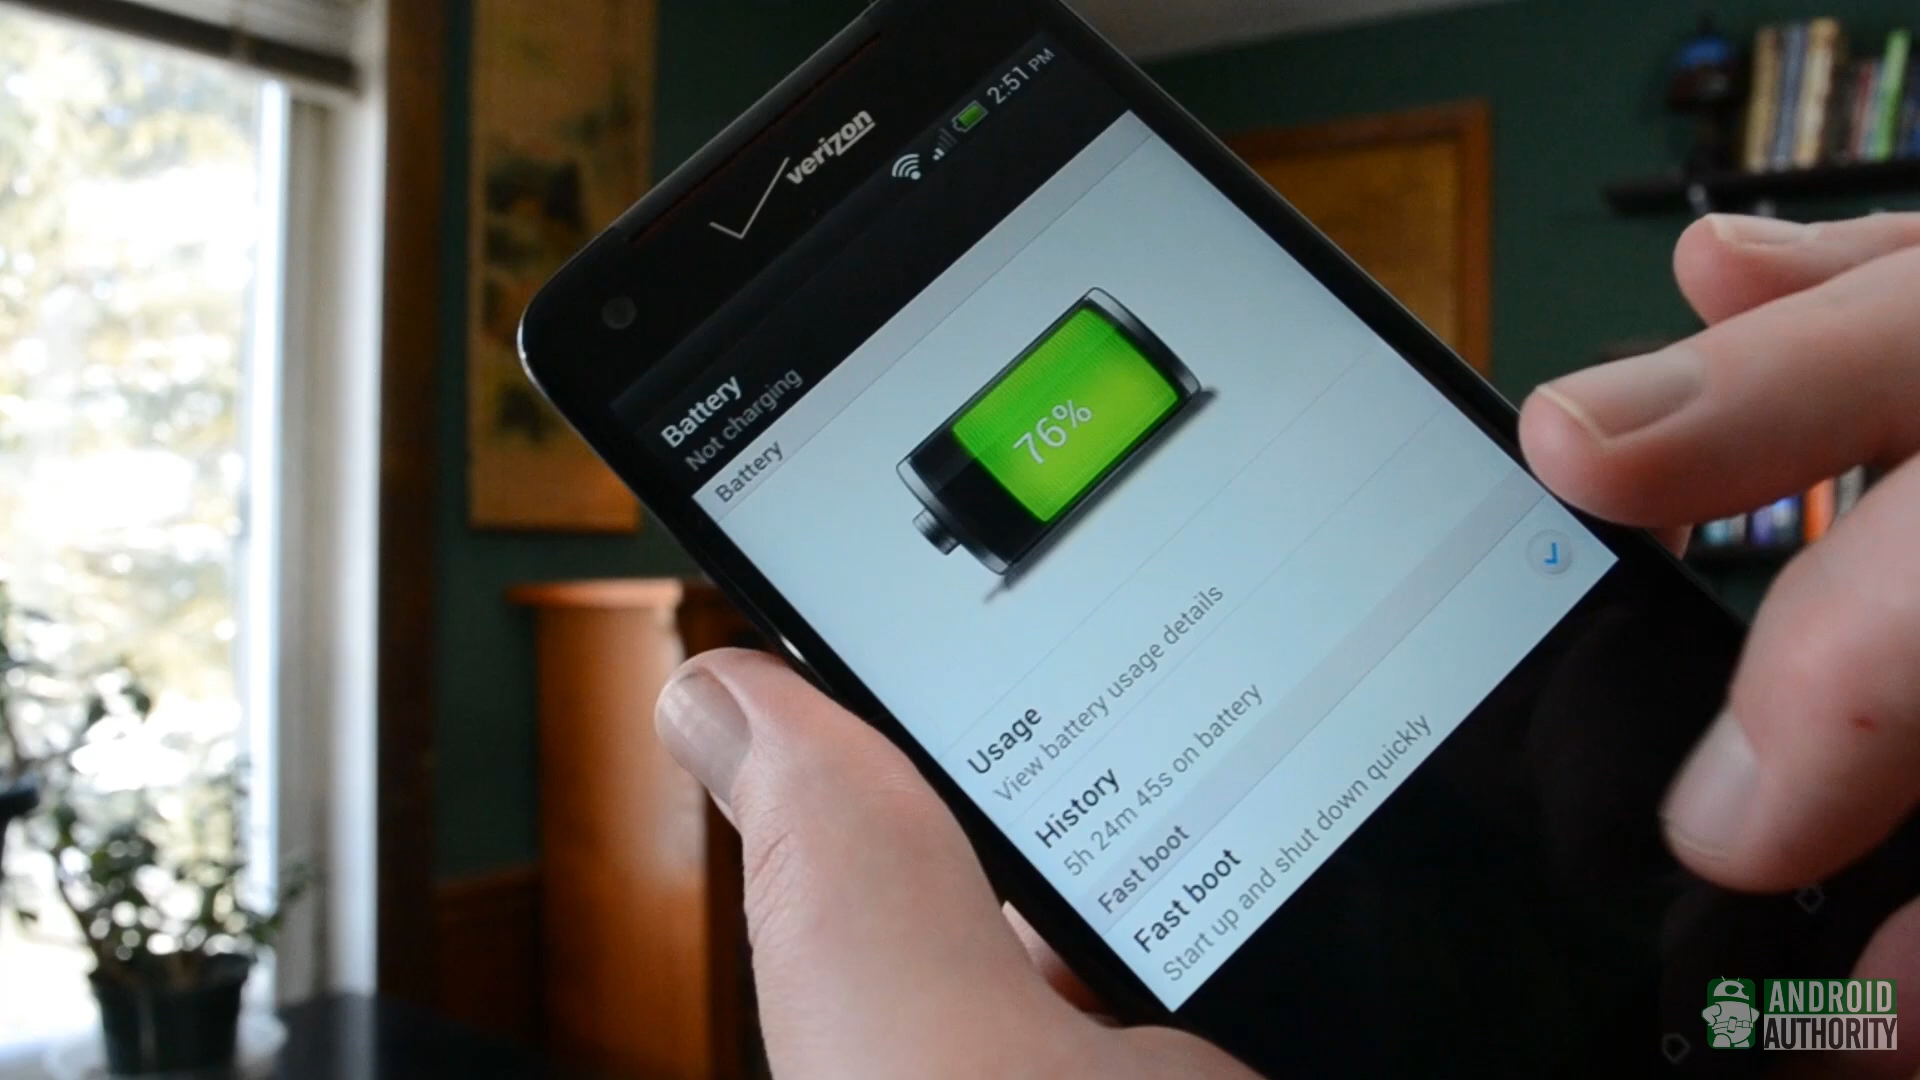 verizon
2:51 PM
Battery
Not charging
Battery
76%
Usage
View battery usage details
History
5h 24m 45s on battery
Fast boot
Fast boot
Start up and shut down quickly
ANDROID
AUTHORITY